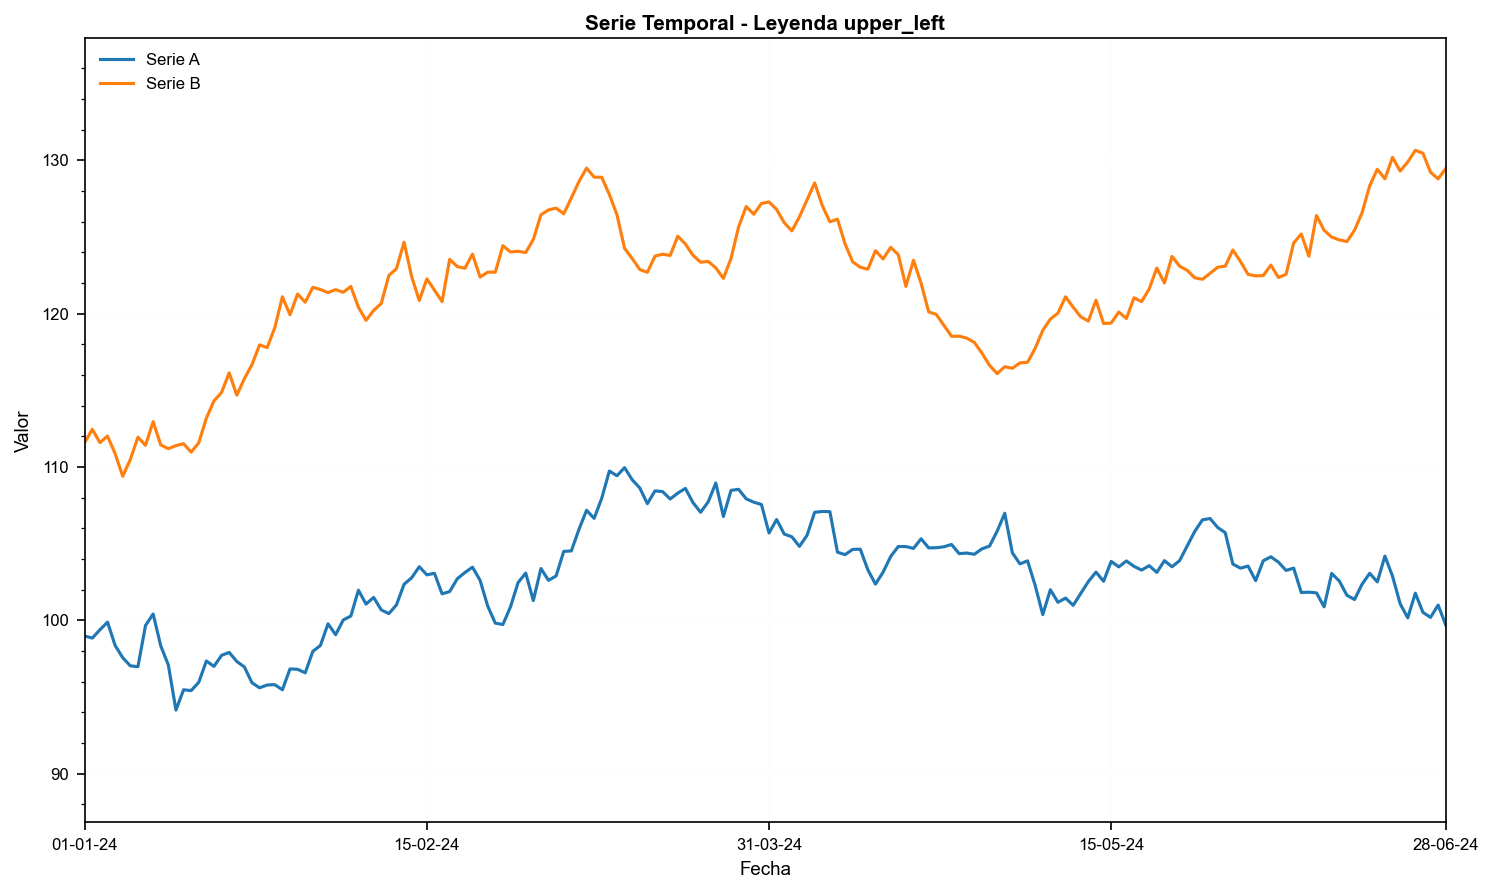 Serie Temporal - Leyenda upper_left
Serie A
Serie B
Valor
130
120
110
100
90
01-01-24
15-02-24
31-03-24
15-05-24
28-06-24
Fecha